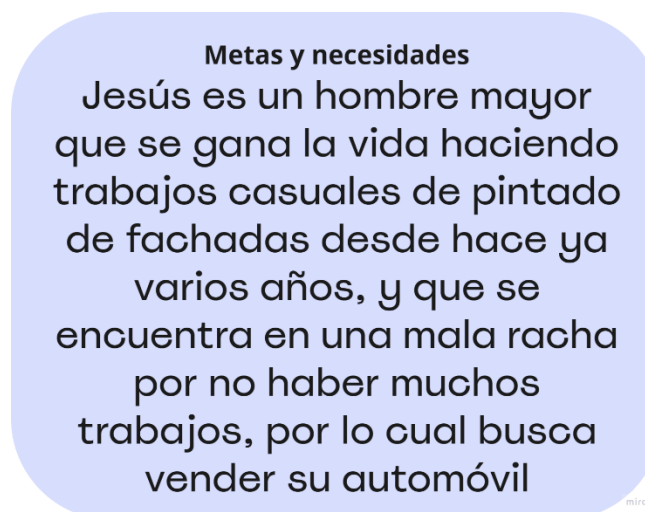 Metas y necesidades
Jesús es un hombre mayor
que se gana la vida haciendo
trabajos casuales de pintado
de fachadas desde hace ya
varios años, y que se
encuentra en una mala racha
por no haber muchos
trabajos, por lo cual busca
vender su automóvil